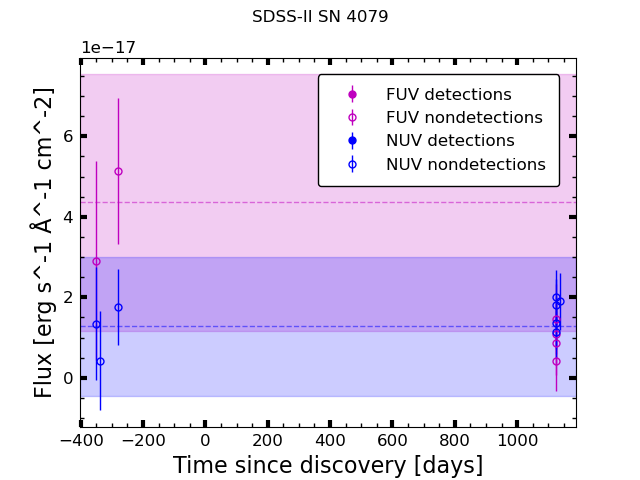 SDSS-II SN 4079
1e−17
FUV detections
FUV nondetections
NUV detections
NUV nondetections
6
4
2
0
Flux [erg s^-1 Å^-1 cm^-2]
−400 −200 0 200 400 600 800 1000
Time since discovery [days]